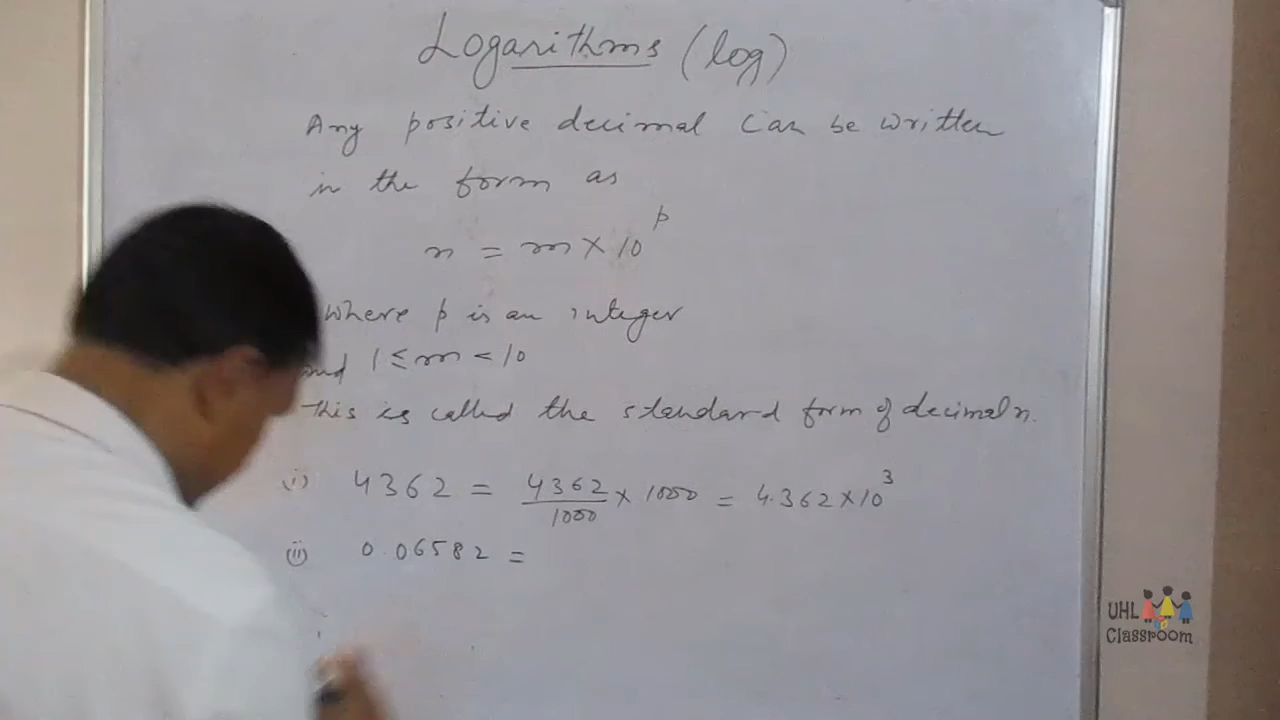 Logarithms (log)
Any positive decimal can be written
in the form as
n = m × 10^p
where p is an integer
and 1 ≤ m < 10
This is called the standard form of decimal n.
(i) 4362 = 4362/1000 × 1000 = 4.362 × 10^3
(ii) 0.06582 =
UHL
Classroom